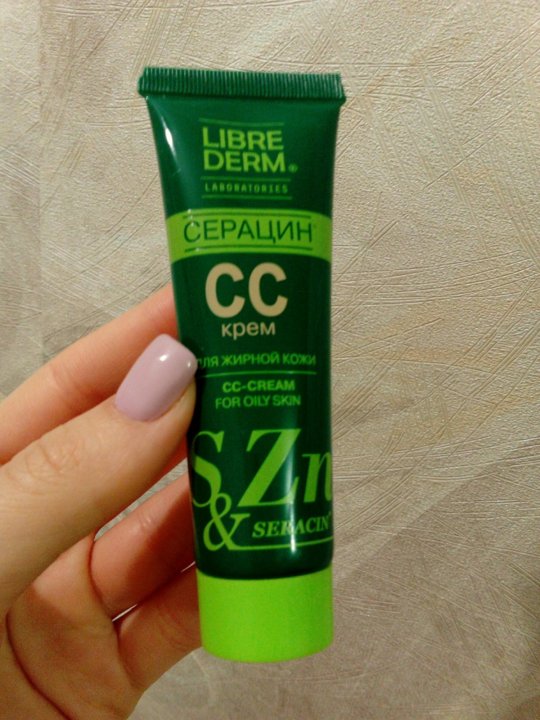 LIBRE
DERM®
LABORATORIES
СЕРАЦИН
CC
крем
ДЛЯ ЖИРНОЙ КОЖИ
CC-CREAM
FOR OILY SKIN
S Zn
& SERACIN